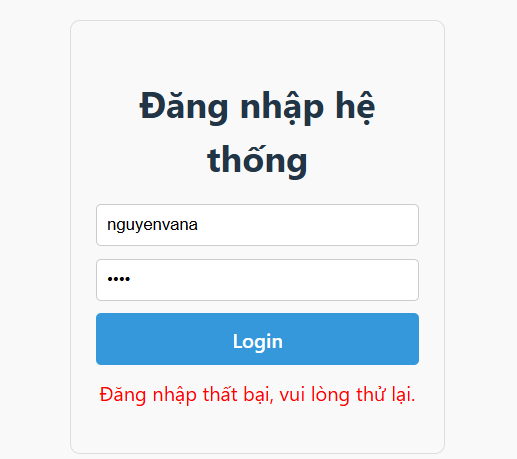 Đăng nhập hệ
thống
nguyenvana
••••
Login
Đăng nhập thất bại, vui lòng thử lại.